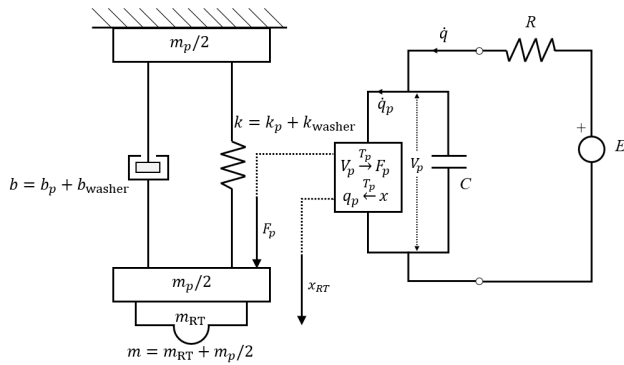 m_p/2
k = k_p + k_washer
b = b_p + b_washer
F_p
m_p/2
m_RT
m = m_RT + m_p/2
x_RT
q̇
R
q̇_p
V_p →^{T_p} F_p
q_p ←^{T_p} x
V_p
C
+
E